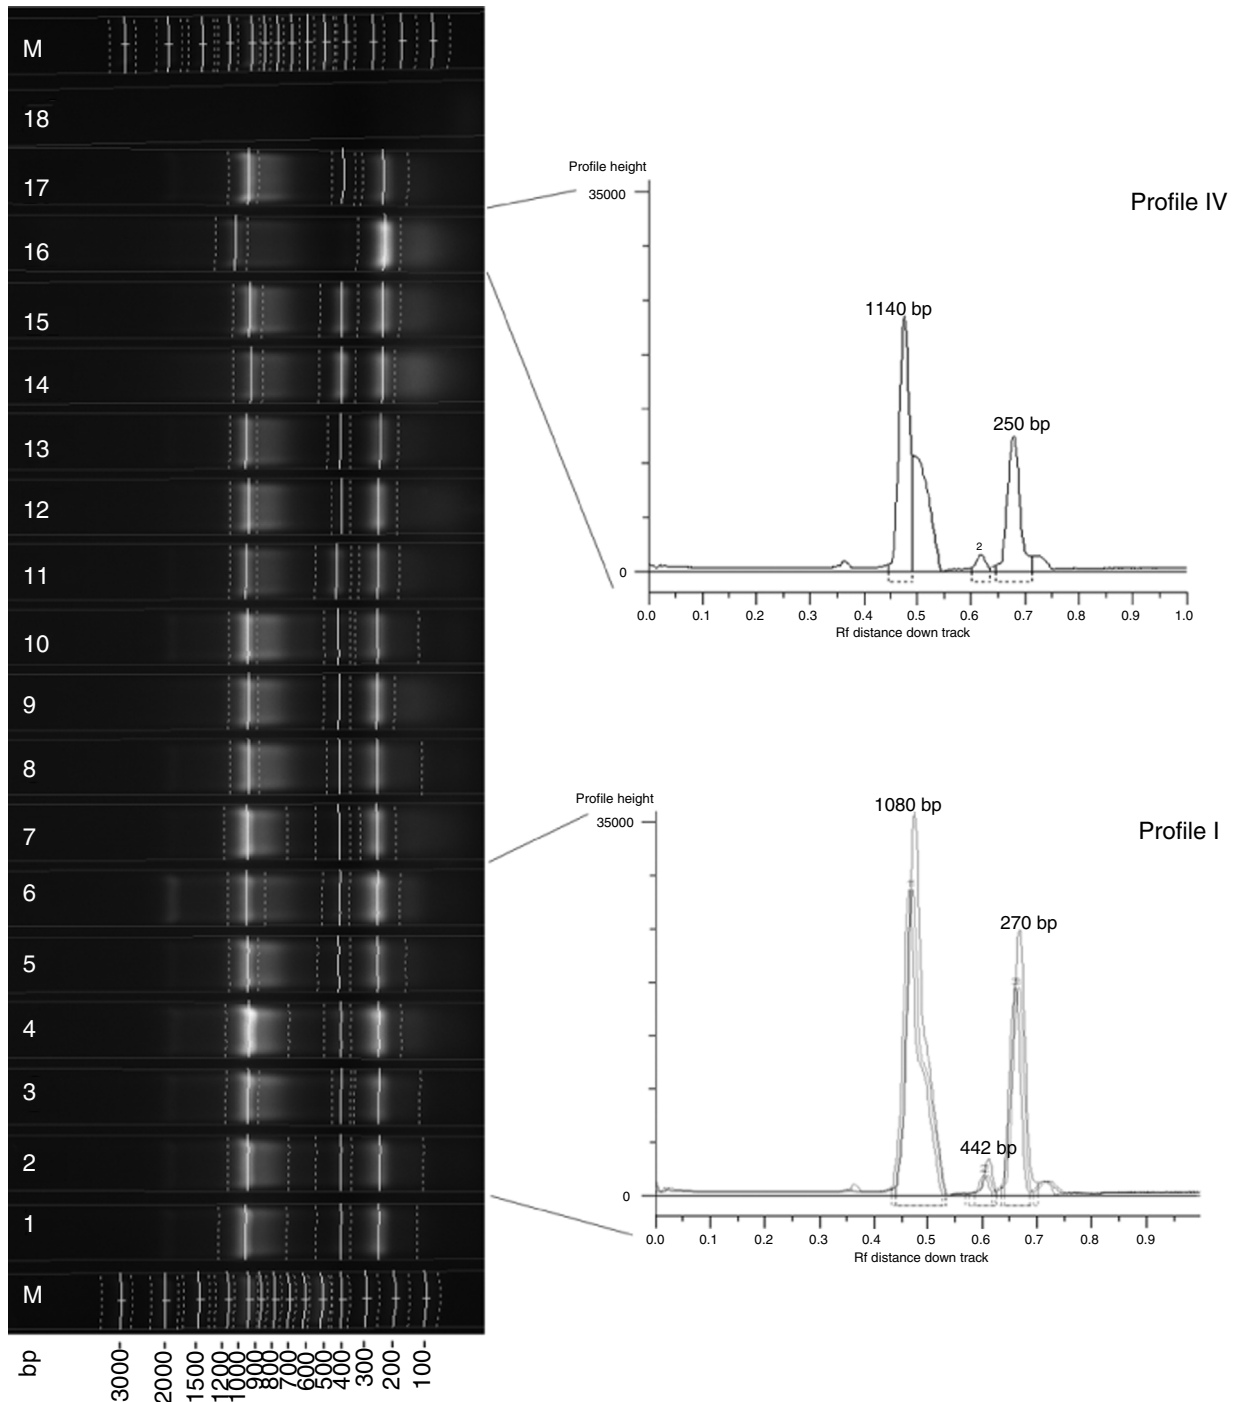 M
18
17
16
15
14
13
12
11
10
9
8
7
6
5
4
3
2
1
M
bp
3000-
2000-
1500-
1200-
1000-
900-
800-
700-
600-
500-
400-
300-
200-
100-
Profile height
35000
Profile IV
1140 bp
250 bp
2
0
0.0 0.1 0.2 0.3 0.4 0.5 0.6 0.7 0.8 0.9 1.0
Rf distance down track
Profile height
35000
1080 bp
Profile I
270 bp
442 bp
0
0.0 0.1 0.2 0.3 0.4 0.5 0.6 0.7 0.8 0.9
Rf distance down track